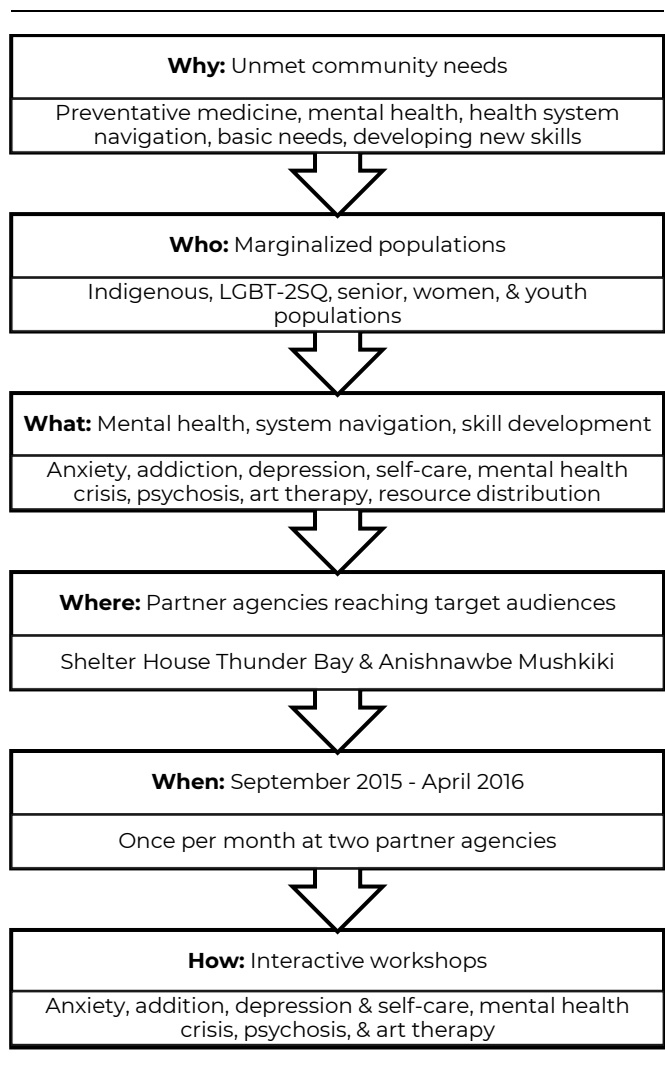 Why: Unmet community needs
Preventative medicine, mental health, health system
navigation, basic needs, developing new skills
Who: Marginalized populations
Indigenous, LGBT-2SQ, senior, women, & youth
populations
What: Mental health, system navigation, skill development
Anxiety, addiction, depression, self-care, mental health
crisis, psychosis, art therapy, resource distribution
Where: Partner agencies reaching target audiences
Shelter House Thunder Bay & Anishnawbe Mushkiki
When: September 2015 - April 2016
Once per month at two partner agencies
How: Interactive workshops
Anxiety, addition, depression & self-care, mental health
crisis, psychosis, & art therapy